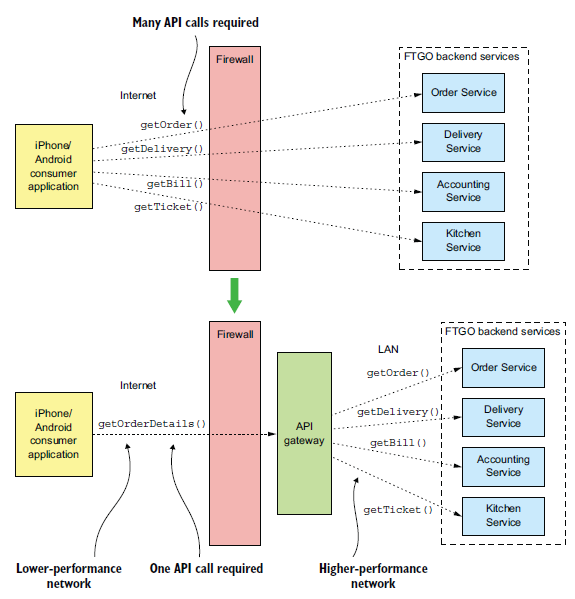 Many API calls required
Firewall
FTGO backend services
Internet
Order Service
getOrder()
iPhone/
Android
consumer
application
getDelivery()
Delivery
Service
getBill()
Accounting
Service
getTicket()
Kitchen
Service
Firewall
FTGO backend services
LAN
Order Service
getOrder()
Internet
iPhone/
Android
consumer
application
getOrderDetails()
API
gateway
getDelivery()
Delivery
Service
getBill()
Accounting
Service
getTicket()
Kitchen
Service
Lower-performance
network
One API call required
Higher-performance
network